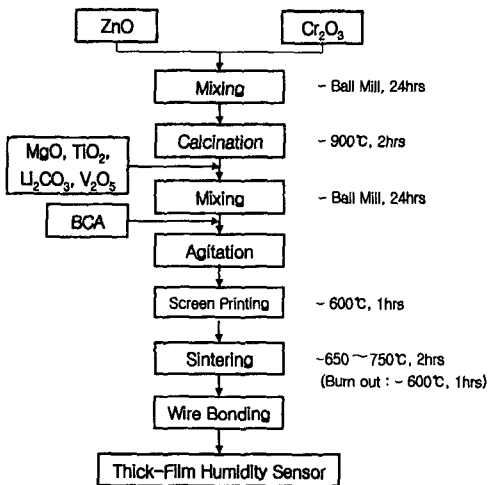 ZnO
Cr₂O₃
Mixing
- Ball Mill, 24hrs
Calcination
- 900℃, 2hrs
MgO, TiO₂,
Li₂CO₃, V₂O₅
Mixing
- Ball Mill, 24hrs
BCA
Agitation
Screen Printing
- 600℃, 1hrs
Sintering
-650 ~ 750℃, 2hrs
(Burn out : - 600℃, 1hrs)
Wire Bonding
Thick-Film Humidity Sensor